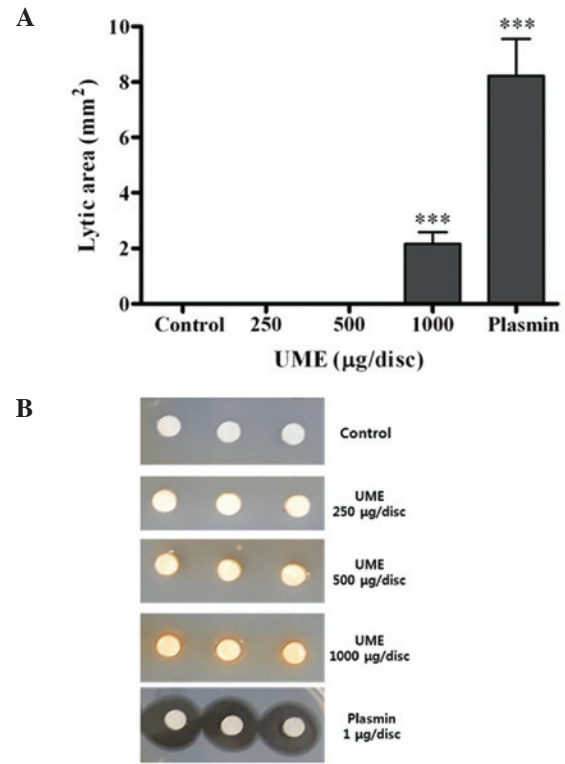 A
Lytic area (mm²)
10
8
6
4
2
0
***
***
Control 250 500 1000 Plasmin
UME (µg/disc)
B
Control
UME
250 µg/disc
UME
500 µg/disc
UME
1000 µg/disc
Plasmin
1 µg/disc